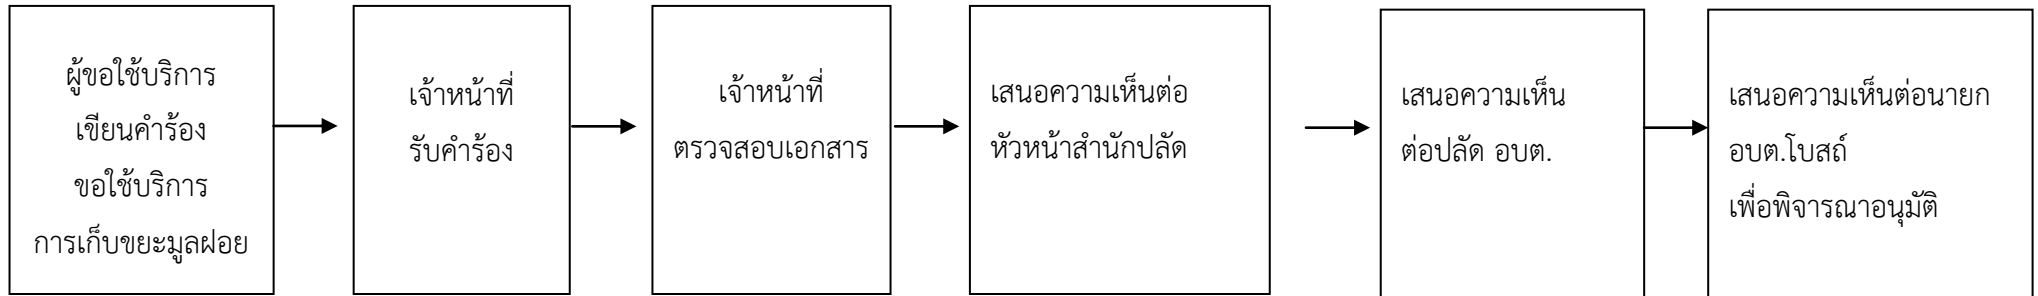 ผู้ขอใช้บริการ
เขียนคำร้อง
ขอใช้บริการ
การเก็บขยะมูลฝอย
เจ้าหน้าที่
รับคำร้อง
เจ้าหน้าที่
ตรวจสอบเอกสาร
เสนอความเห็นต่อ
หัวหน้าสำนักปลัด
เสนอความเห็น
ต่อปลัด อบต.
เสนอความเห็นต่อนายก
อบต.โบสถ์
เพื่อพิจารณาอนุมัติ